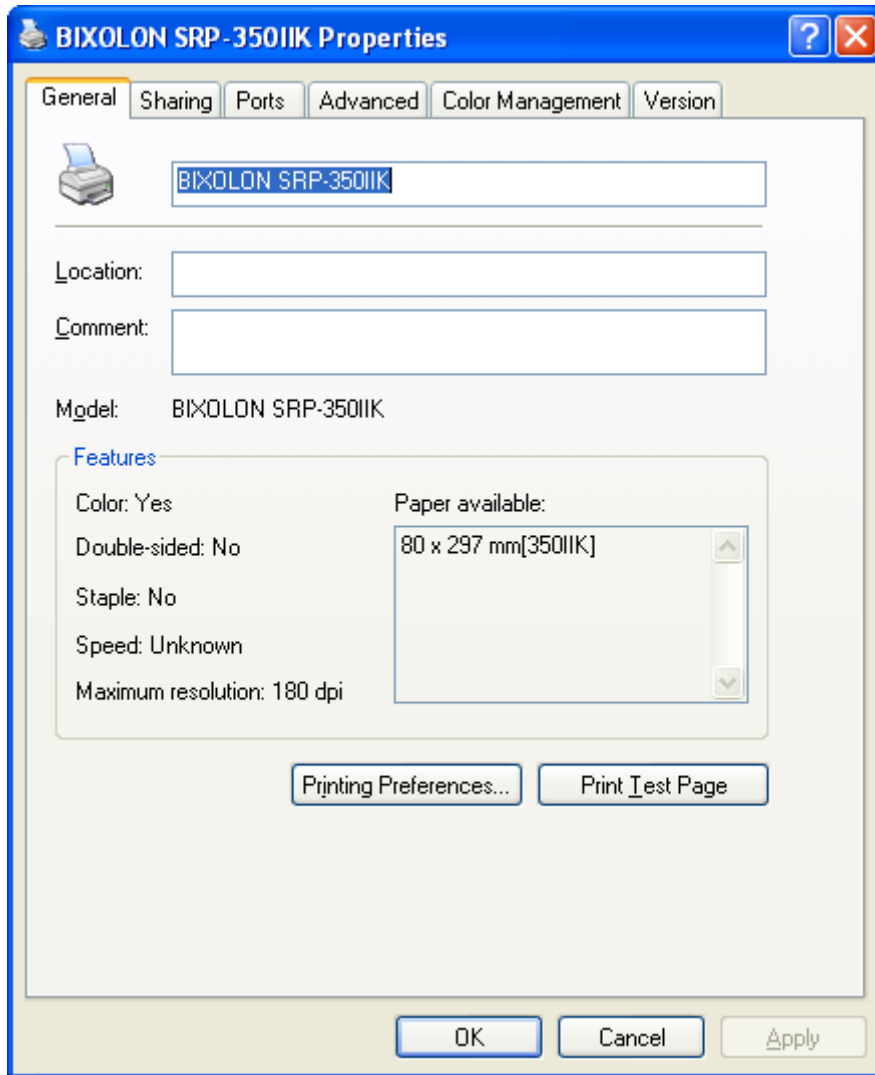 BIXOLON SRP-350IIK Properties
?
General Sharing Ports Advanced Color Management Version
BIXOLON SRP-350IIK
Location:
Comment:
Model: BIXOLON SRP-350IIK
Features
Color: Yes Paper available:
Double-sided: No 80 x 297 mm[350IIK]
Staple: No
Speed: Unknown
Maximum resolution: 180 dpi
Printing Preferences... Print Test Page
OK Cancel Apply